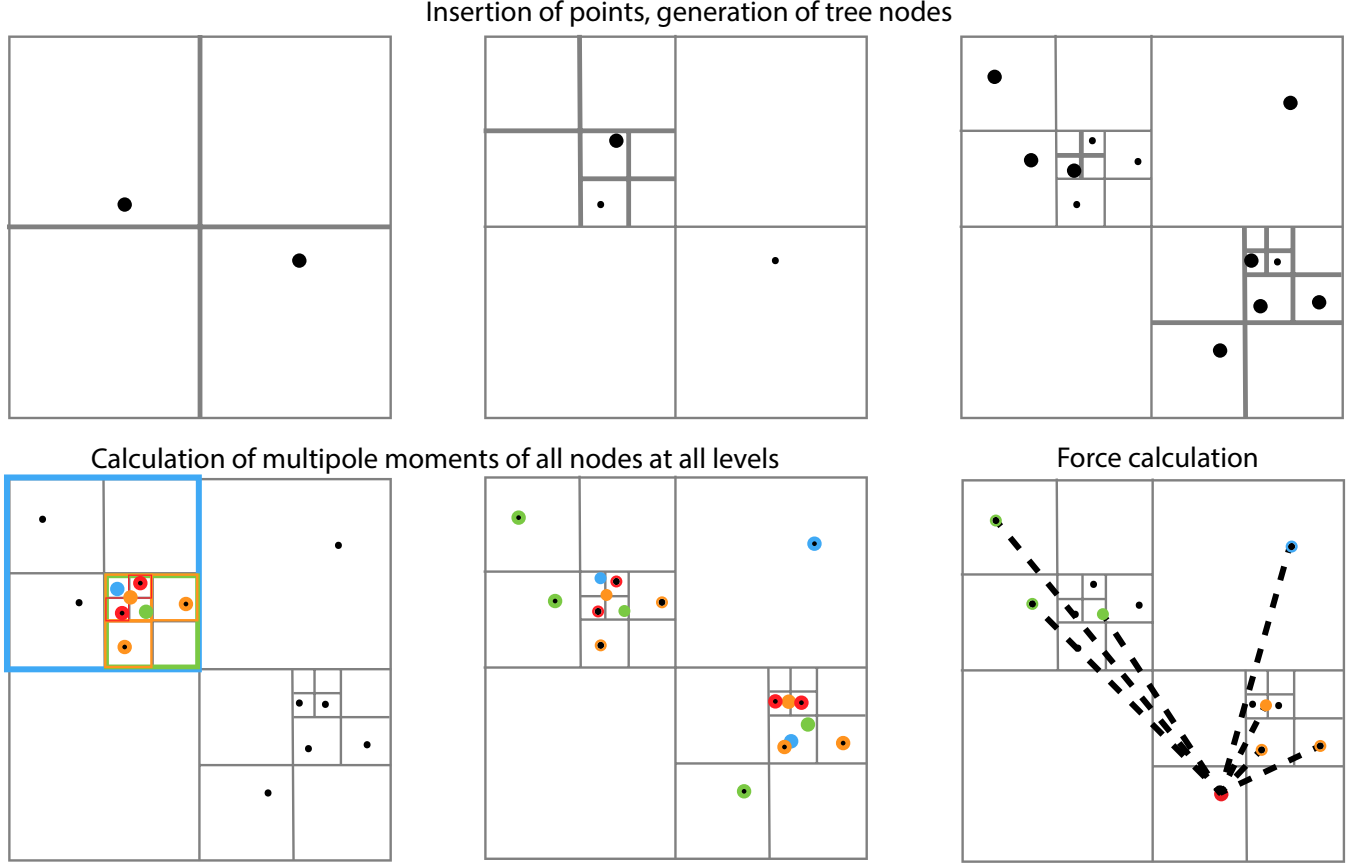 Insertion of points, generation of tree nodes
Calculation of multipole moments of all nodes at all levels
Force calculation